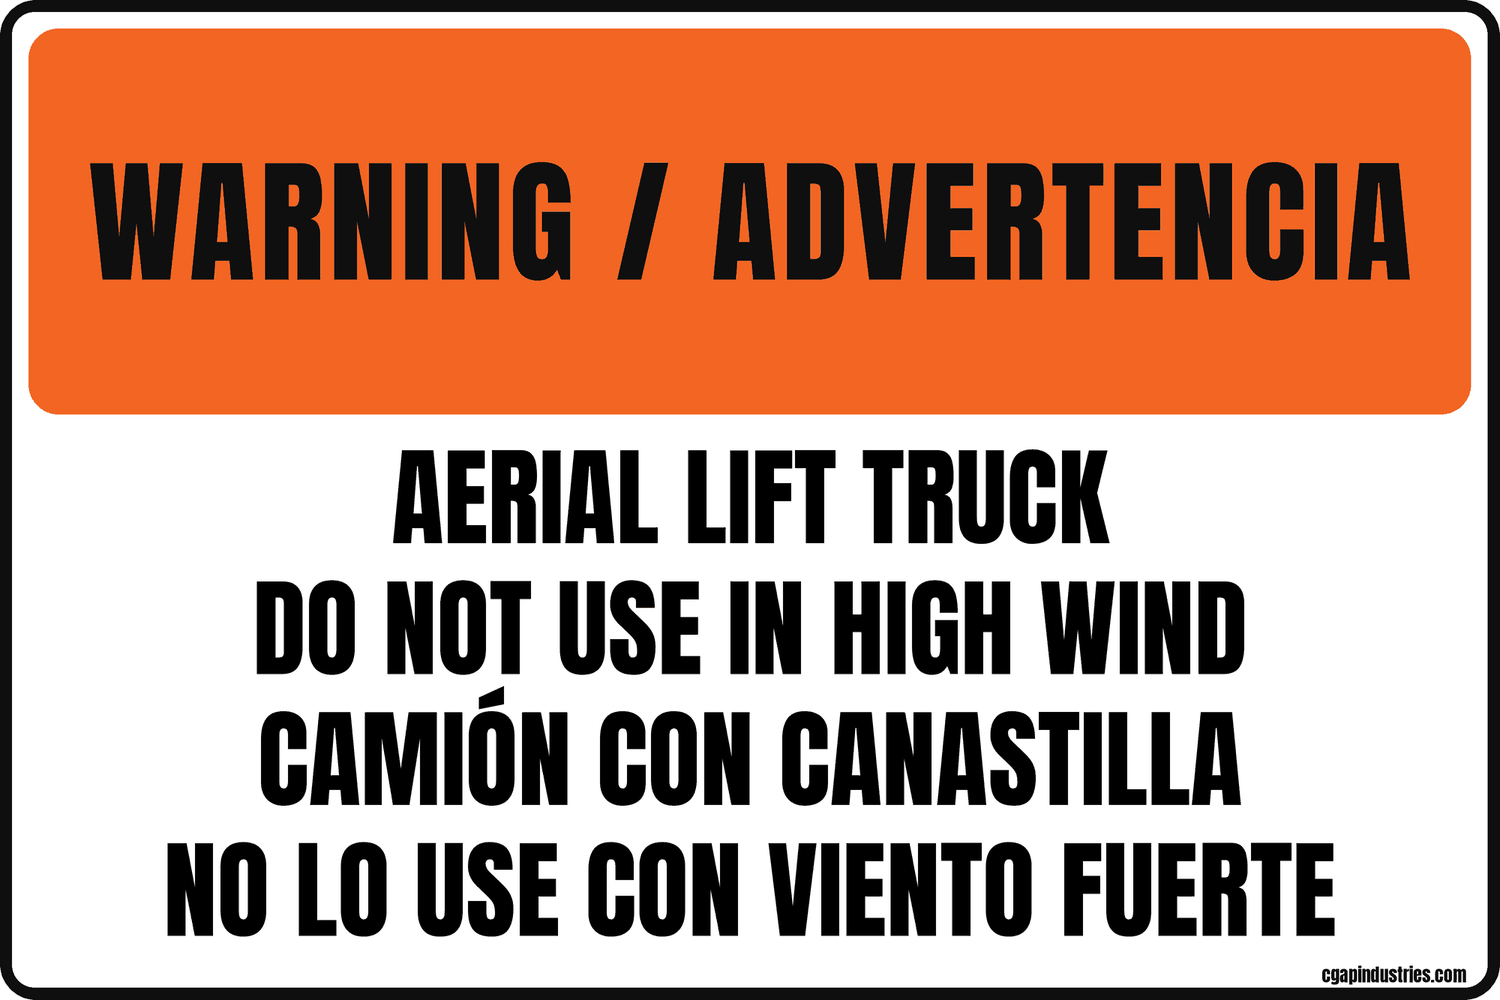 WARNING / ADVERTENCIA
AERIAL LIFT TRUCK
DO NOT USE IN HIGH WIND
CAMIÓN CON CANASTILLA
NO LO USE CON VIENTO FUERTE
cgapindustries.com